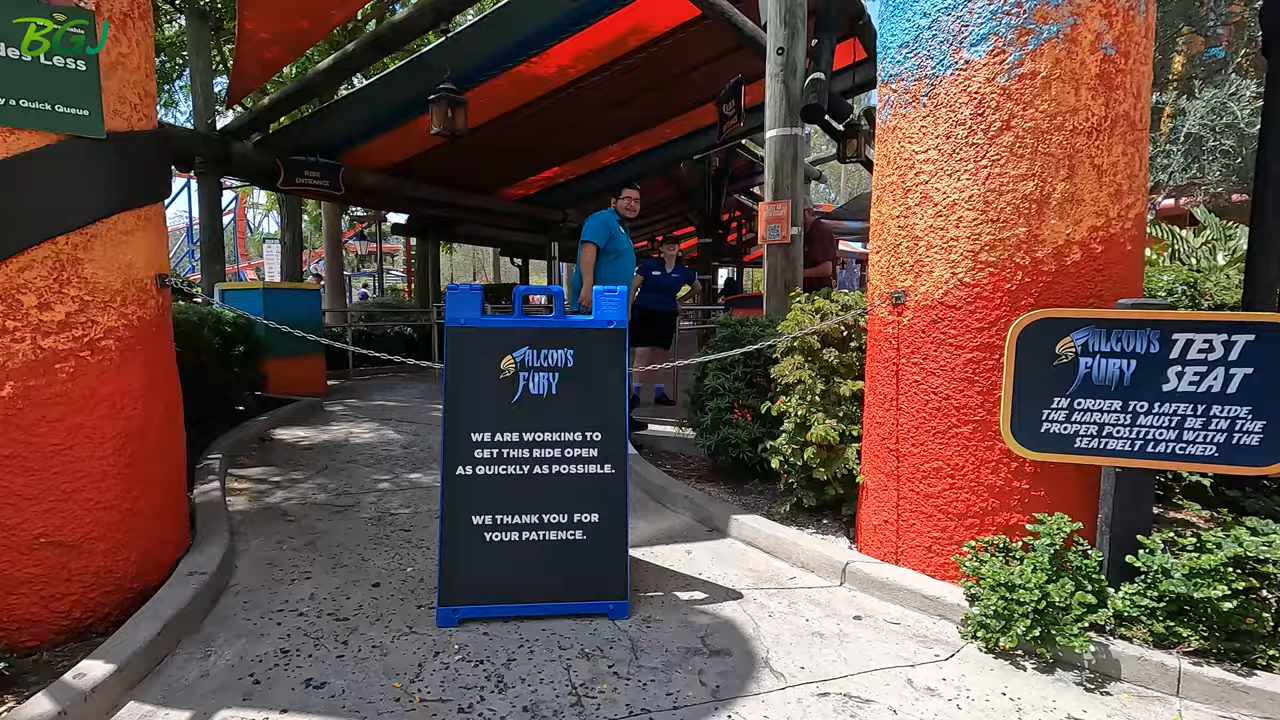 BGJ
des Less
y a Quick Queue
RIDE
ENTRANCE
FALCON'S
FURY
WE ARE WORKING TO
GET THIS RIDE OPEN
AS QUICKLY AS POSSIBLE.
WE THANK YOU FOR
YOUR PATIENCE.
FALCON'S
FURY
TEST
SEAT
IN ORDER TO SAFELY RIDE,
THE HARNESS MUST BE IN THE
PROPER POSITION WITH THE
SEATBELT LATCHED.